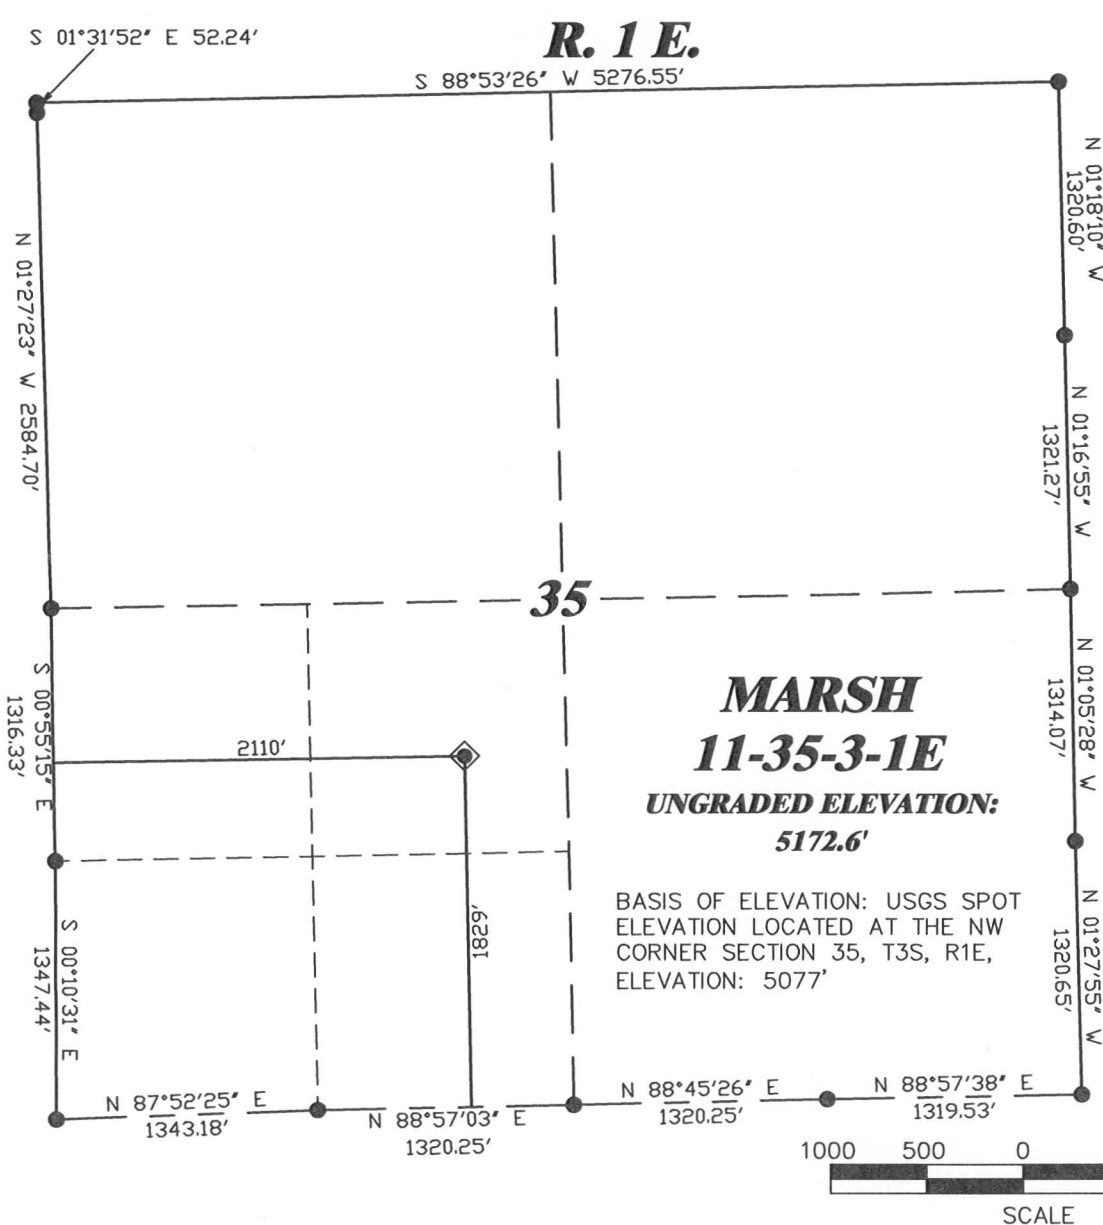 S 01°31'52" E 52.24'
R. 1 E.
S 88°53'26" W 5276.55'
N 01°18'10" W
1320.60'
N 01°27'23" W 2584.70'
N 01°16'55" W
1321.27'
35
S 00°55'15" E
1316.33'
N 01°05'28" W
1314.07'
2110'
MARSH
11-35-3-1E
UNGRADED ELEVATION:
5172.6'
1829'
BASIS OF ELEVATION: USGS SPOT
ELEVATION LOCATED AT THE NW
CORNER SECTION 35, T3S, R1E,
ELEVATION: 5077'
S 00°10'31" E
1347.44'
N 01°27'55" W
1320.65'
N 87°52'25" E
1343.18'
N 88°57'03" E
1320.25'
N 88°45'26" E
1320.25'
N 88°57'38" E
1319.53'
1000 500 0
SCALE